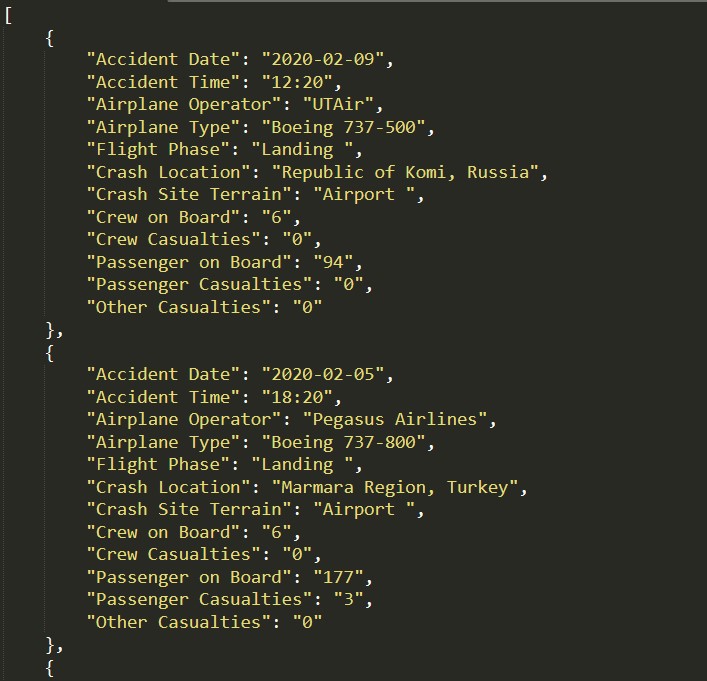 [
{
"Accident Date": "2020-02-09",
"Accident Time": "12:20",
"Airplane Operator": "UTAir",
"Airplane Type": "Boeing 737-500",
"Flight Phase": "Landing ",
"Crash Location": "Republic of Komi, Russia",
"Crash Site Terrain": "Airport ",
"Crew on Board": "6",
"Crew Casualties": "0",
"Passenger on Board": "94",
"Passenger Casualties": "0",
"Other Casualties": "0"
},
{
"Accident Date": "2020-02-05",
"Accident Time": "18:20",
"Airplane Operator": "Pegasus Airlines",
"Airplane Type": "Boeing 737-800",
"Flight Phase": "Landing ",
"Crash Location": "Marmara Region, Turkey",
"Crash Site Terrain": "Airport ",
"Crew on Board": "6",
"Crew Casualties": "0",
"Passenger on Board": "177",
"Passenger Casualties": "3",
"Other Casualties": "0"
},
{